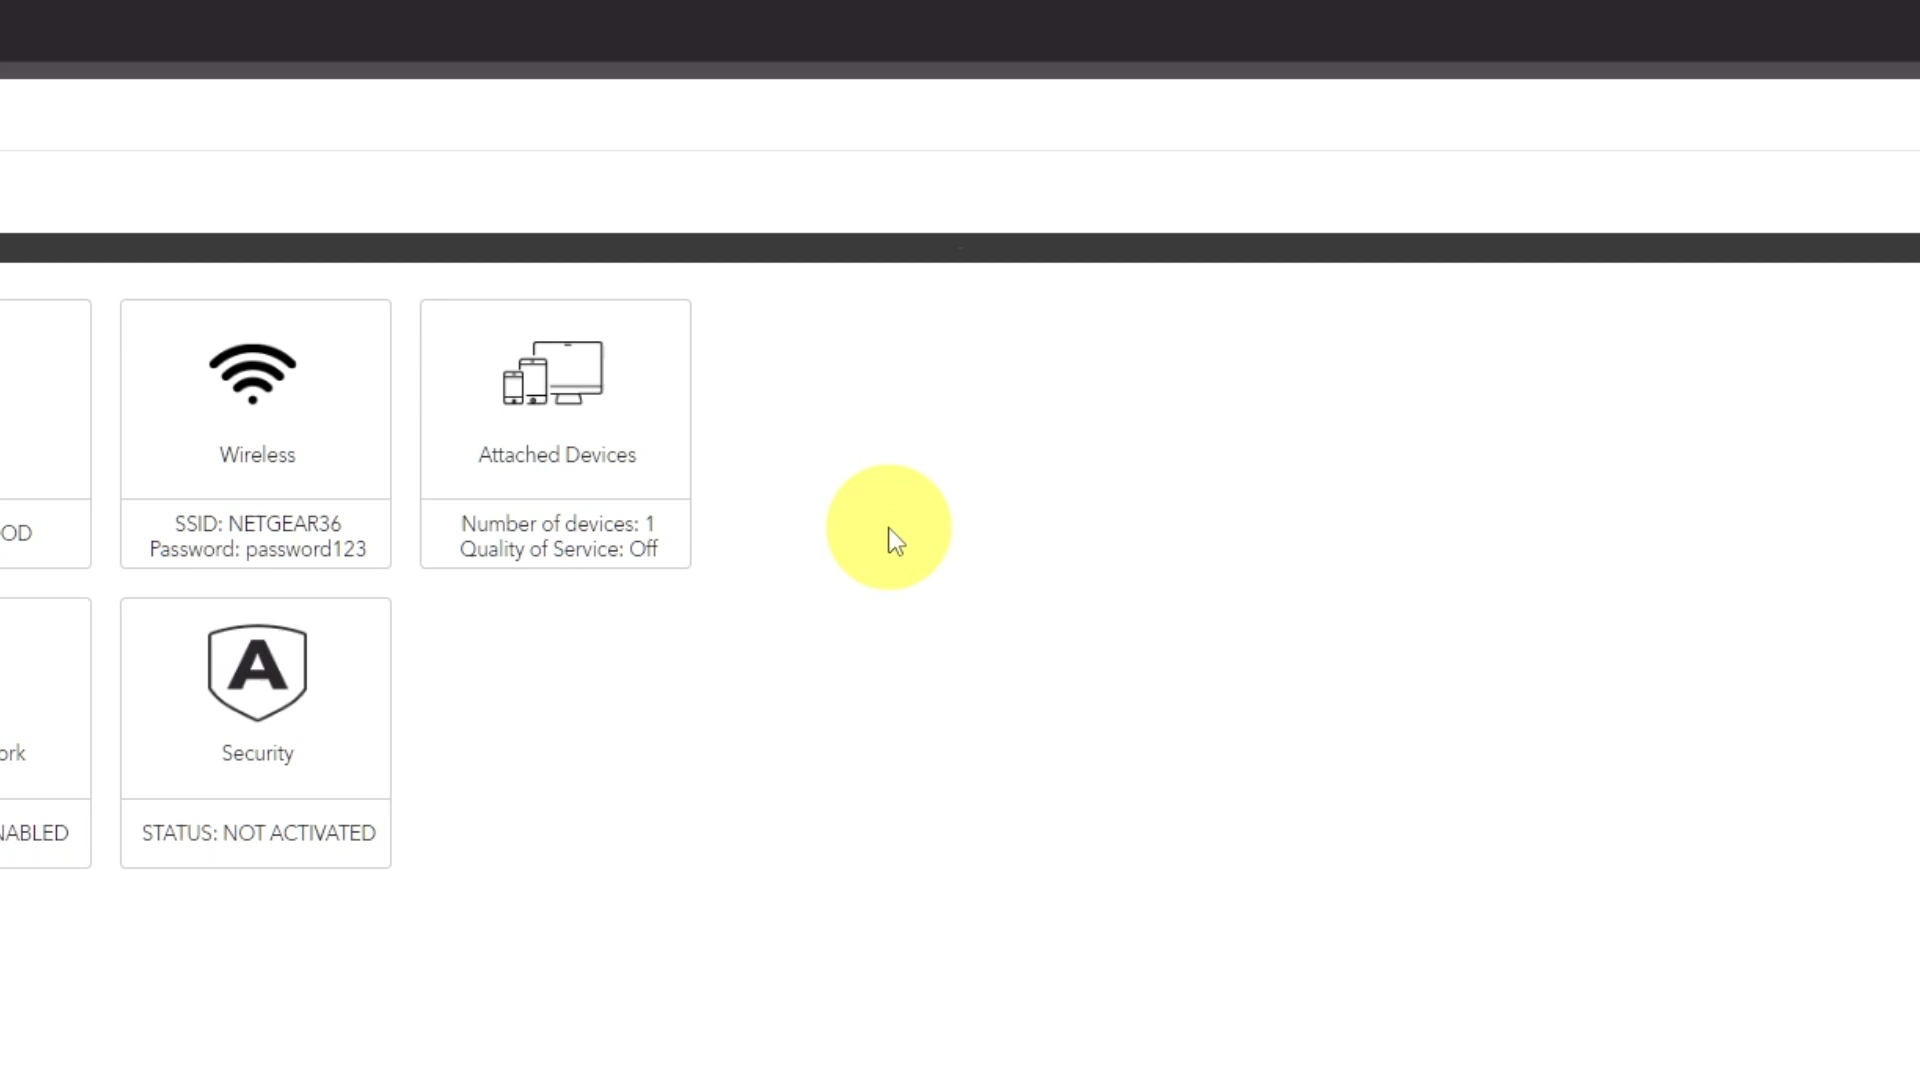 Wireless
Attached Devices
OD
SSID: NETGEAR36
Password: password123
Number of devices: 1
Quality of Service: Off
A
ork
Security
NABLED
STATUS: NOT ACTIVATED